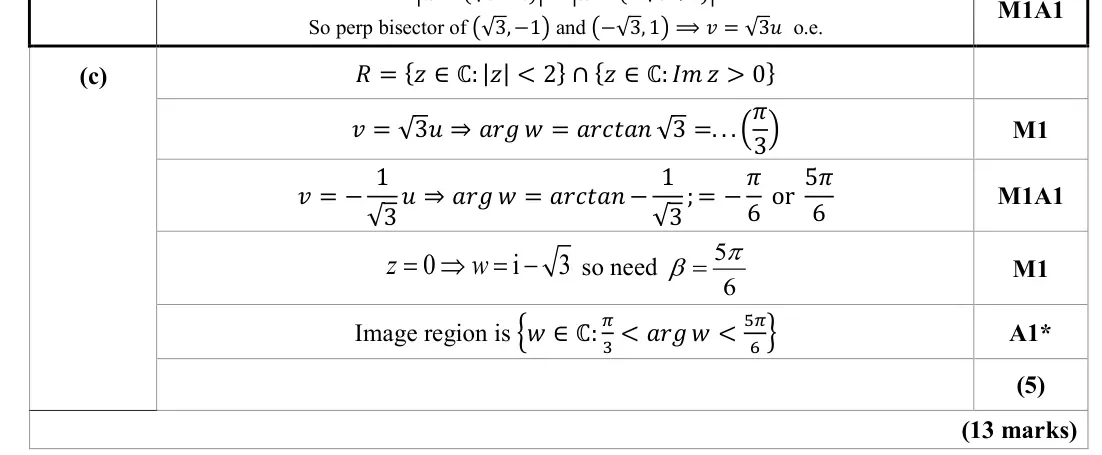 M1A1
So perp bisector of (√3, −1) and (−√3, 1) ⟹ v = √3u o.e.
(c)
R = {z ∈ ℂ: |z| < 2} ∩ {z ∈ ℂ: Im z > 0}
v = √3u ⇒ arg w = arctan √3 =…(π/3)
M1
v = −1/√3 u ⇒ arg w = arctan − 1/√3 ; = − π/6 or 5π/6
M1A1
z = 0 ⇒ w = i − √3 so need β = 5π/6
M1
Image region is {w ∈ ℂ: π/3 < arg w < 5π/6}
A1*
(5)
(13 marks)